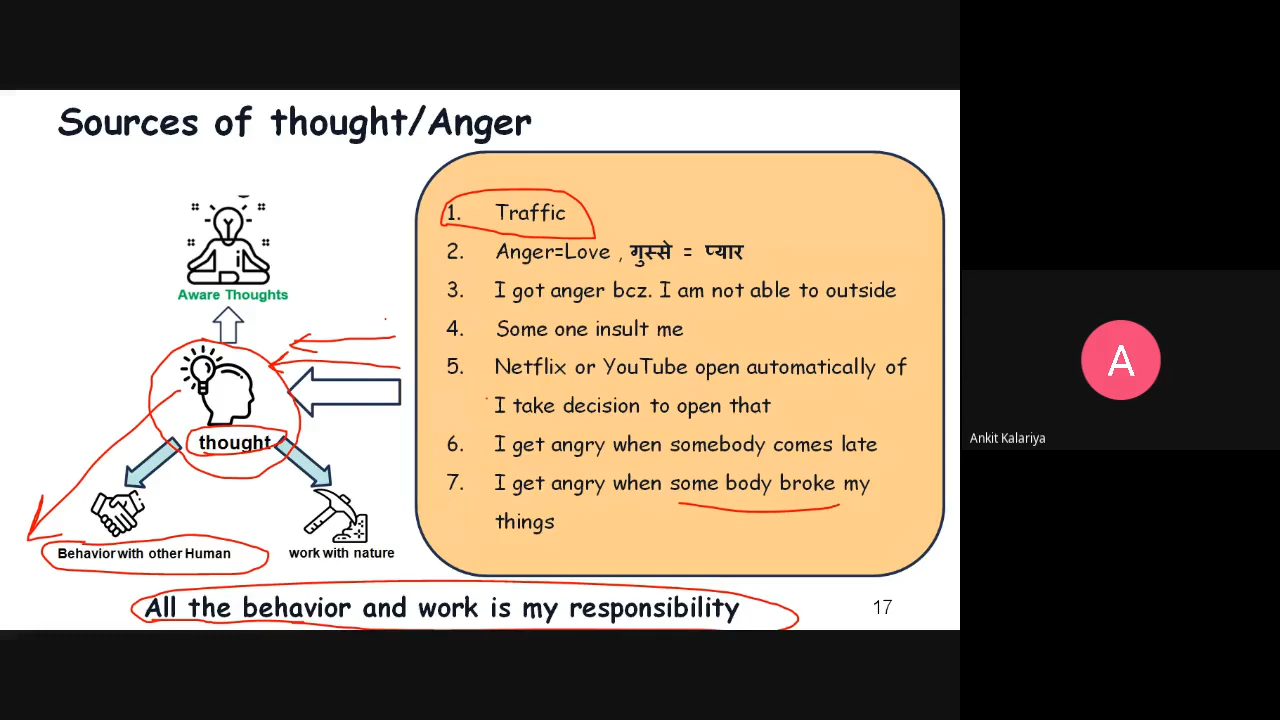 Sources of thought/Anger
Aware Thoughts
thought
Behavior with other Human
work with nature
1. Traffic
2. Anger=Love , गुस्से = प्यार
3. I got anger bcz. I am not able to outside
4. Some one insult me
5. Netflix or YouTube open automatically of
I take decision to open that
6. I get angry when somebody comes late
7. I get angry when some body broke my
things
All the behavior and work is my responsibility
17
A
Ankit Kalariya